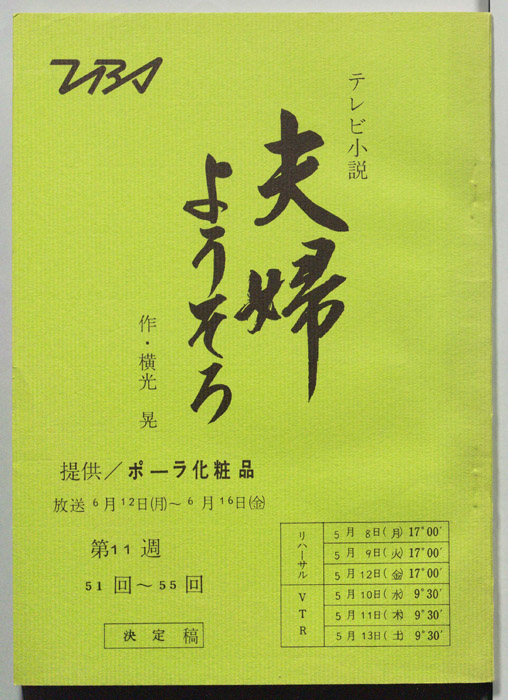 TBS
テレビ小説
夫婦
ようそろ
作・横光 晃
提供／ポーラ化粧品
放送 6月12日(月)～6月16日(金)
第11週
51回～55回
決定稿
リハーサル
5月 8日(月) 17°00′
5月 9日(火) 17°00′
5月 12日(金) 17°00′
VTR
5月 10日(水) 9°30′
5月 11日(木) 9°30′
5月 13日(土) 9°30′